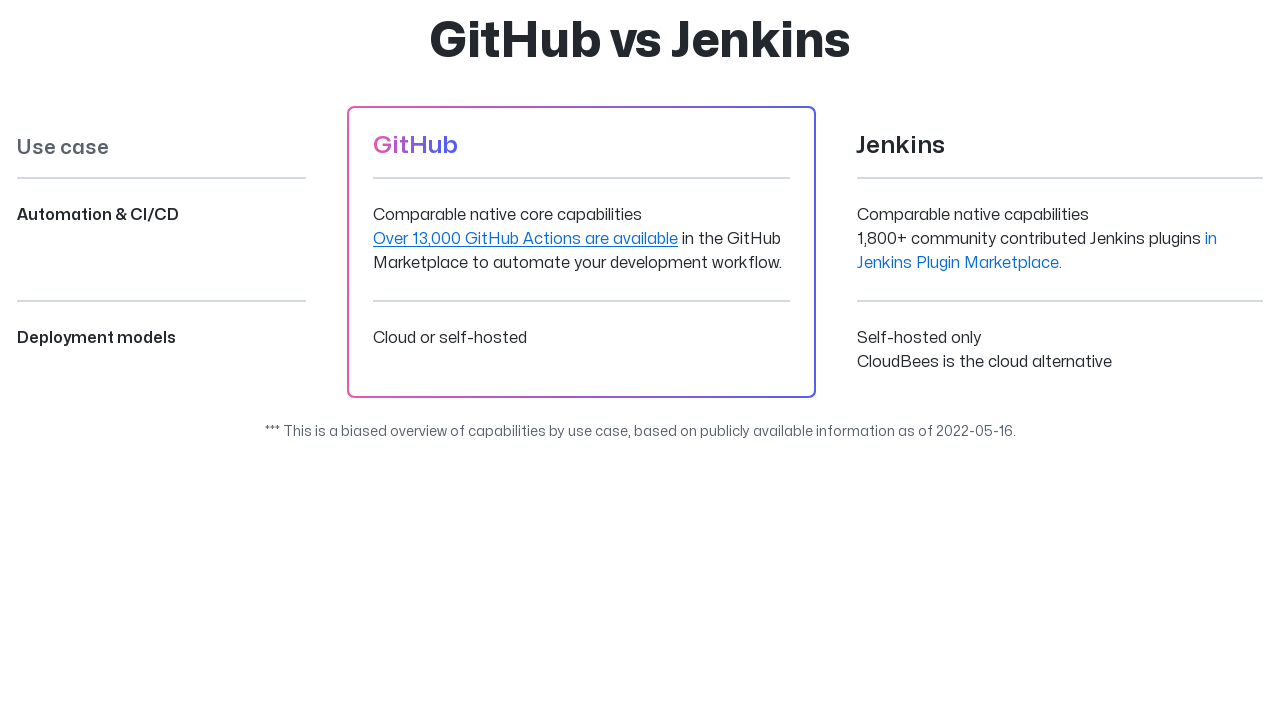 GitHub vs Jenkins
Use case
GitHub
Jenkins
Automation & CI/CD
Comparable native core capabilities
Over 13,000 GitHub Actions are available in the GitHub
Marketplace to automate your development workflow.
Comparable native capabilities
1,800+ community contributed Jenkins plugins in
Jenkins Plugin Marketplace.
Deployment models
Cloud or self-hosted
Self-hosted only
CloudBees is the cloud alternative
*** This is a biased overview of capabilities by use case, based on publicly available information as of 2022-05-16.